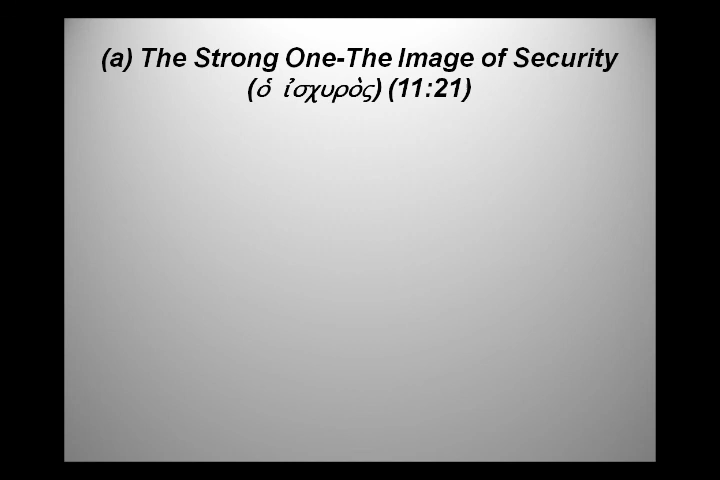 (a) The Strong One-The Image of Security
(ὁ ἰσχυρὸς) (11:21)